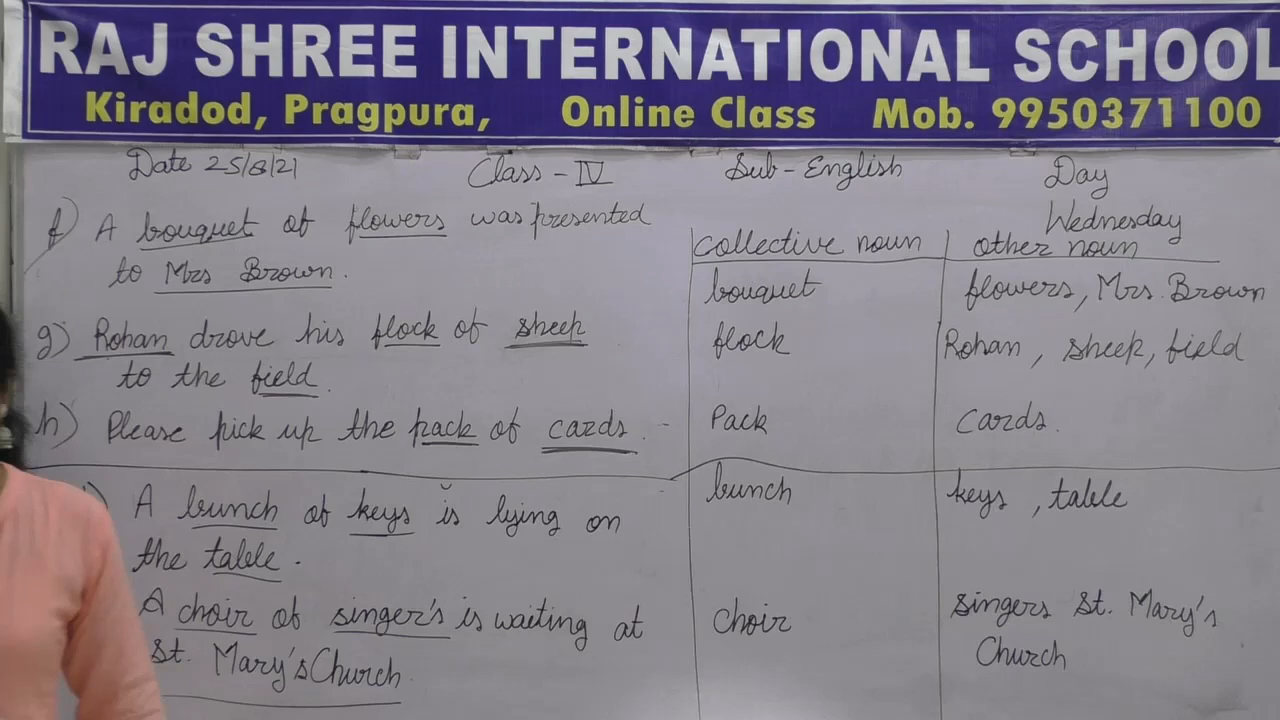 RAJ SHREE INTERNATIONAL SCHOOL
Kiradod, Pragpura, Online Class Mob. 9950371100
Date 25/8/21 Class - IV Sub - English Day
Wednesday
f) A bouquet of flowers was presented
to Mrs Brown.
collective noun other noun
bouquet flowers, Mrs. Brown
g) Rohan drove his flock of sheep
to the field.
flock Rohan, sheep, field
h) Please pick up the pack of cards. Pack Cards.
A bunch of keys is lying on
the table.
bunch keys, table
A choir of singer's is waiting at
St. Mary's Church.
choir singers St. Mary's
Church